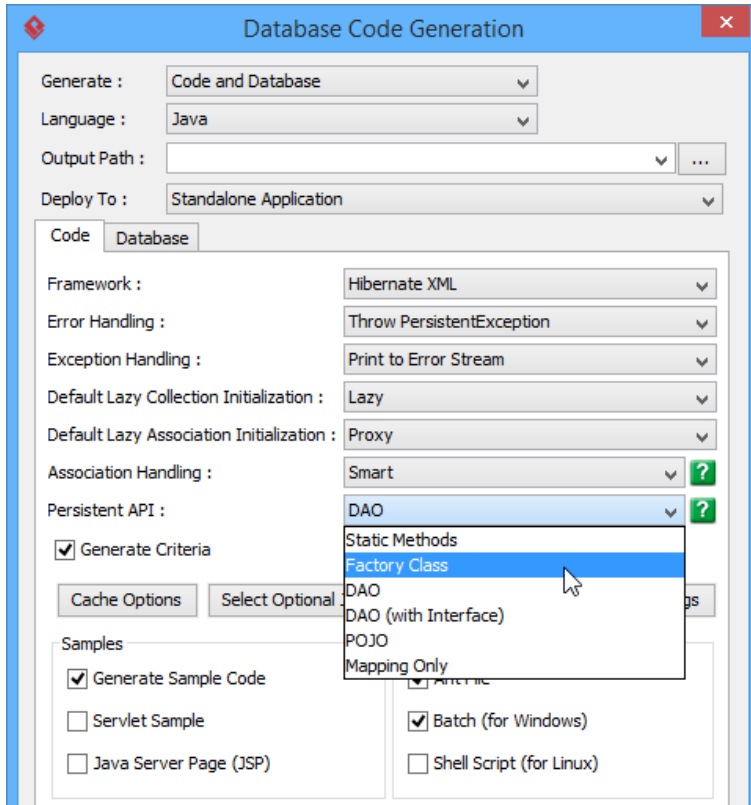 Database Code Generation
Generate : Code and Database
Language : Java
Output Path : ...
Deploy To : Standalone Application
Code Database
Framework : Hibernate XML
Error Handling : Throw PersistentException
Exception Handling : Print to Error Stream
Default Lazy Collection Initialization : Lazy
Default Lazy Association Initialization : Proxy
Association Handling : Smart ?
Persistent API : DAO ?
Static Methods
Generate Criteria
Factory Class
DAO
Cache Options Select Optional
DAO (with Interface)
POJO
Samples
Mapping Only
Generate Sample Code Ant File
Servlet Sample Batch (for Windows)
Java Server Page (JSP) Shell Script (for Linux)